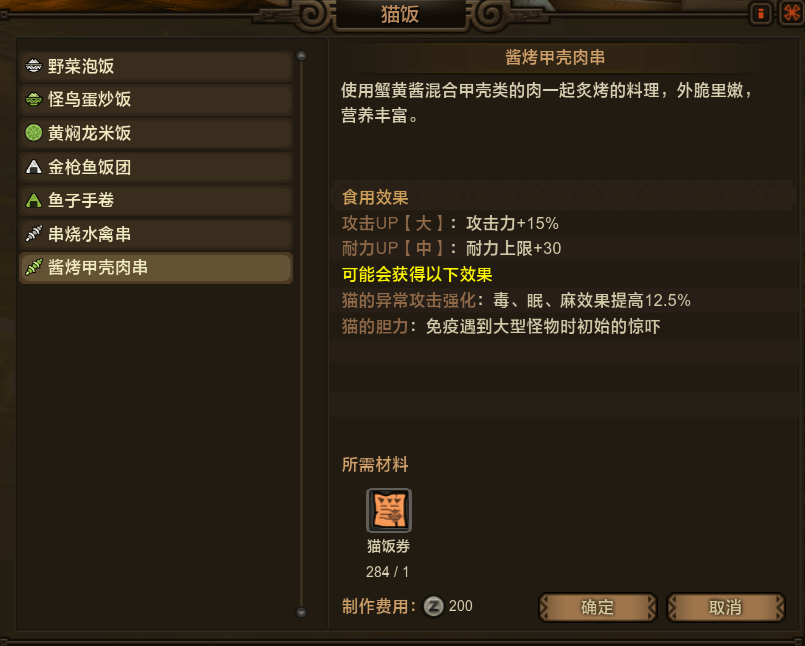 猫饭
野菜泡饭
怪鸟蛋炒饭
黄焖龙米饭
金枪鱼饭团
鱼子手卷
串烧水禽串
酱烤甲壳肉串
酱烤甲壳肉串
使用蟹黄酱混合甲壳类的肉一起炙烤的料理，外脆里嫩，
营养丰富。
食用效果
攻击UP【大】：攻击力+15%
耐力UP【中】：耐力上限+30
可能会获得以下效果
猫的异常攻击强化：毒、眠、麻效果提高12.5%
猫的胆力：免疫遇到大型怪物时初始的惊吓
所需材料
猫饭券
284 / 1
制作费用：Z 200
确定
取消